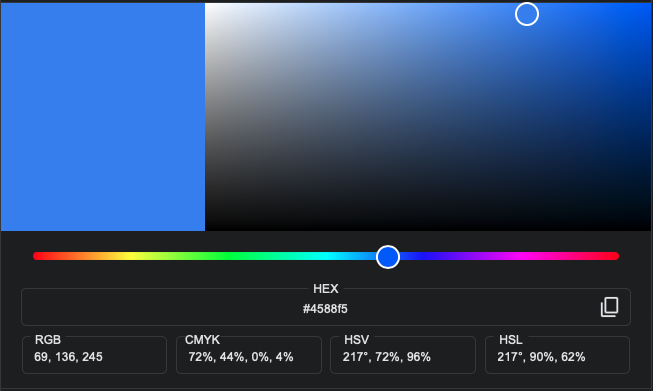 HEX
#4588f5
RGB
69, 136, 245
CMYK
72%, 44%, 0%, 4%
HSV
217°, 72%, 96%
HSL
217°, 90%, 62%